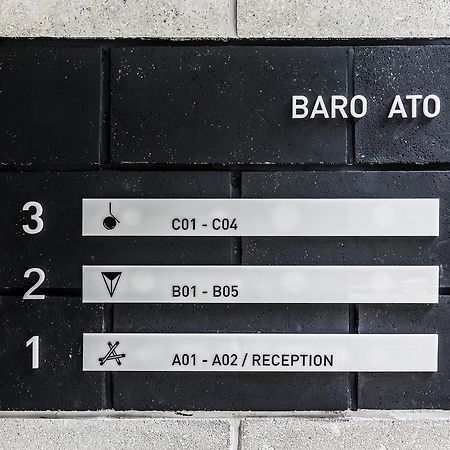 BARO ATO
3 C01 - C04
2 B01 - B05
1 A01 - A02 / RECEPTION